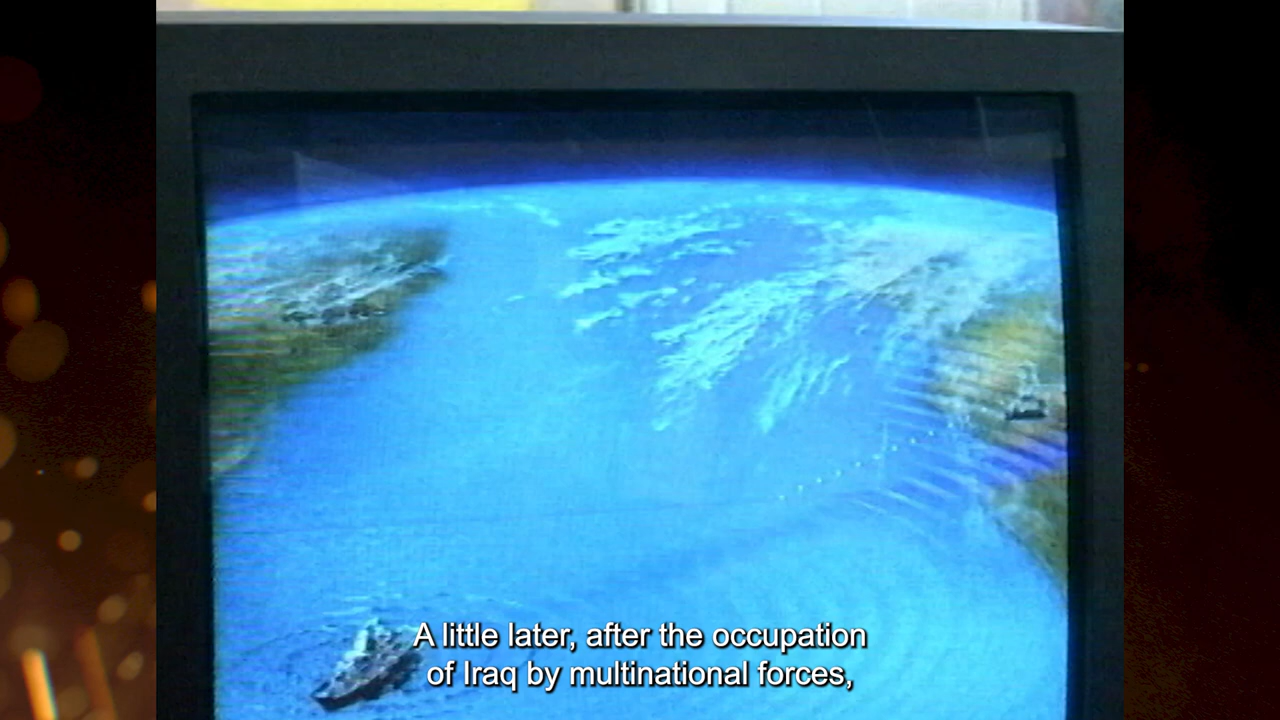 A little later, after the occupation
of Iraq by multinational forces,